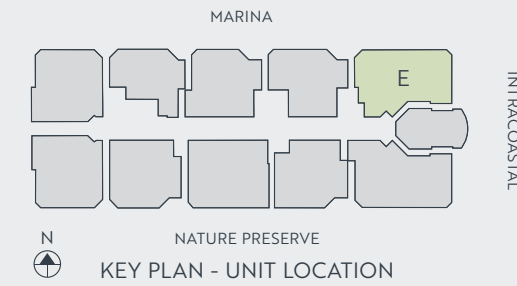 MARINA
E
INTRACOASTAL
N
NATURE PRESERVE
KEY PLAN - UNIT LOCATION